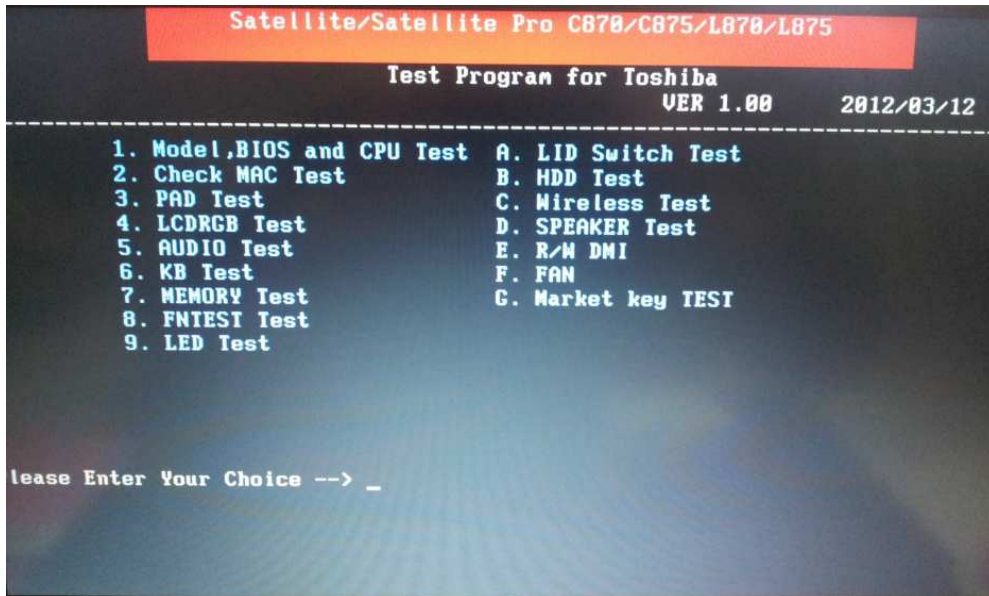 Satellite/Satellite Pro C870/C875/L870/L875
Test Program for Toshiba
VER 1.00 2012/03/12
1. Model,BIOS and CPU Test A. LID Switch Test
2. Check MAC Test B. HDD Test
3. PAD Test C. Wireless Test
4. LCDRGB Test D. SPEAKER Test
5. AUDIO Test E. R/W DMI
6. KB Test F. FAN
7. MEMORY Test G. Market key TEST
8. FNTEST Test
9. LED Test
lease Enter Your Choice --> _